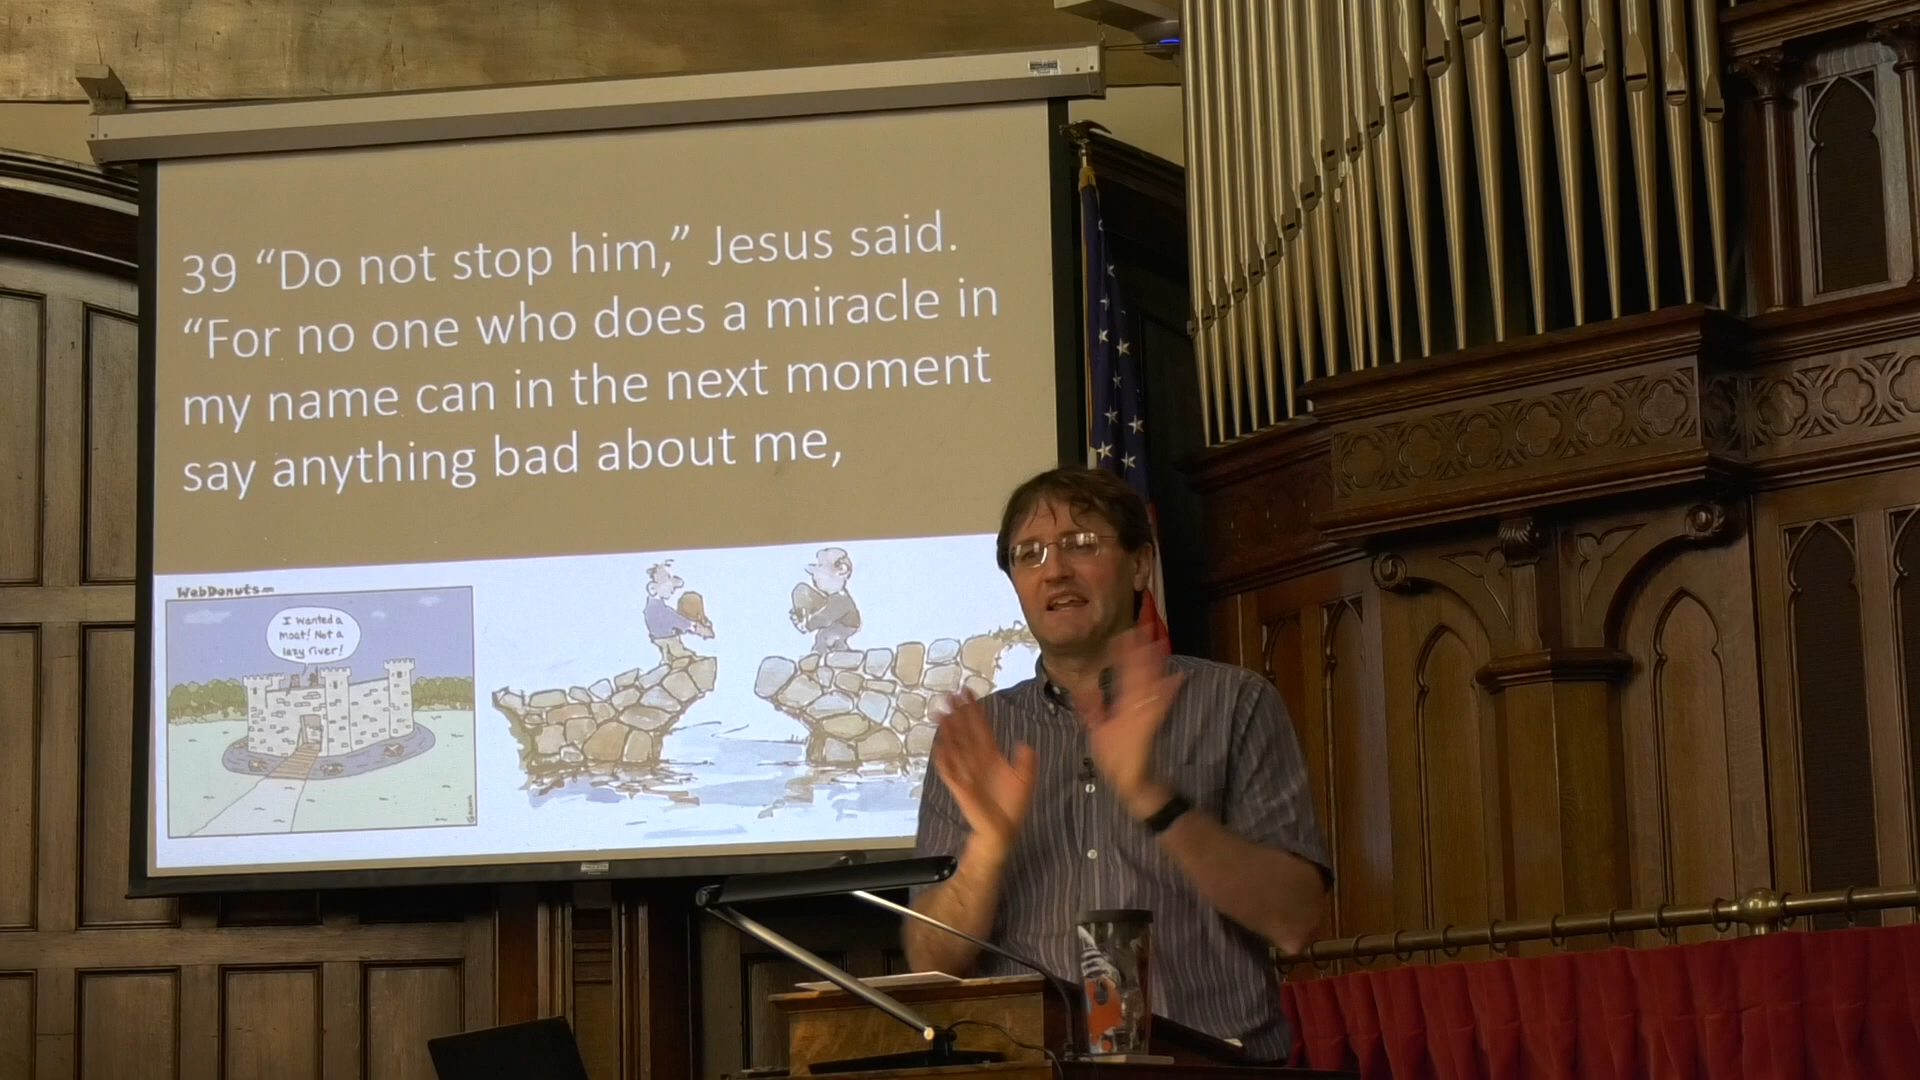 39 “Do not stop him,” Jesus said.
“For no one who does a miracle in
my name can in the next moment
say anything bad about me,
WebDonuts.com
I wanted a
moat! Not a
lazy river!